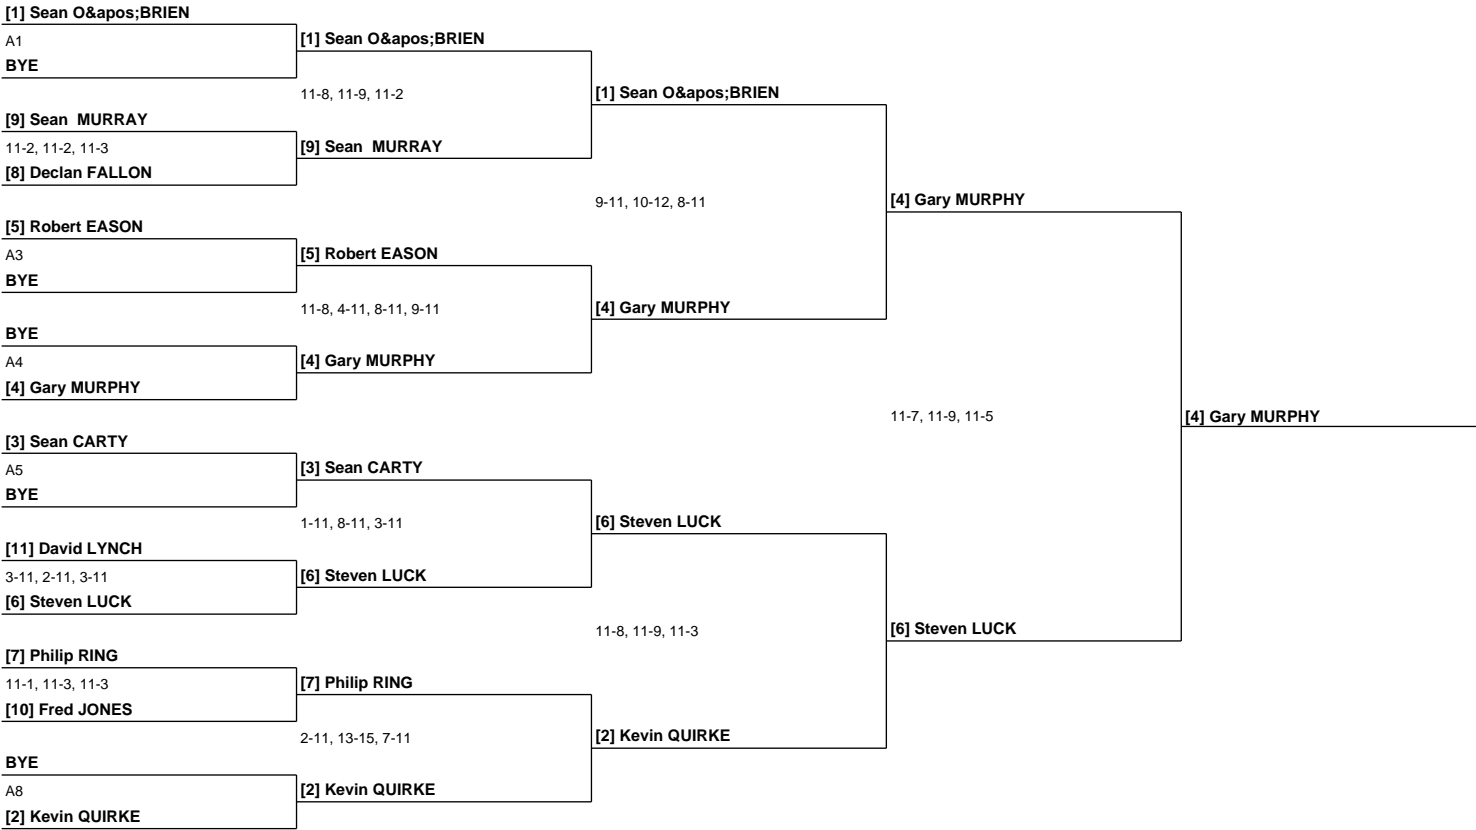 [1] Sean O&apos;BRIEN
A1
BYE
[9] Sean  MURRAY
11-2, 11-2, 11-3
[8] Declan FALLON
[5] Robert EASON
A3
BYE
BYE
A4
[4] Gary MURPHY
[3] Sean CARTY
A5
BYE
[11] David LYNCH
3-11, 2-11, 3-11
[6] Steven LUCK
[7] Philip RING
11-1, 11-3, 11-3
[10] Fred JONES
BYE
A8
[2] Kevin QUIRKE
[1] Sean O&apos;BRIEN
11-8, 11-9, 11-2
[9] Sean  MURRAY
[5] Robert EASON
11-8, 4-11, 8-11, 9-11
[4] Gary MURPHY
[3] Sean CARTY
1-11, 8-11, 3-11
[6] Steven LUCK
[7] Philip RING
2-11, 13-15, 7-11
[2] Kevin QUIRKE
[1] Sean O&apos;BRIEN
9-11, 10-12, 8-11
[4] Gary MURPHY
[6] Steven LUCK
11-8, 11-9, 11-3
[2] Kevin QUIRKE
[4] Gary MURPHY
11-7, 11-9, 11-5
[6] Steven LUCK
[4] Gary MURPHY